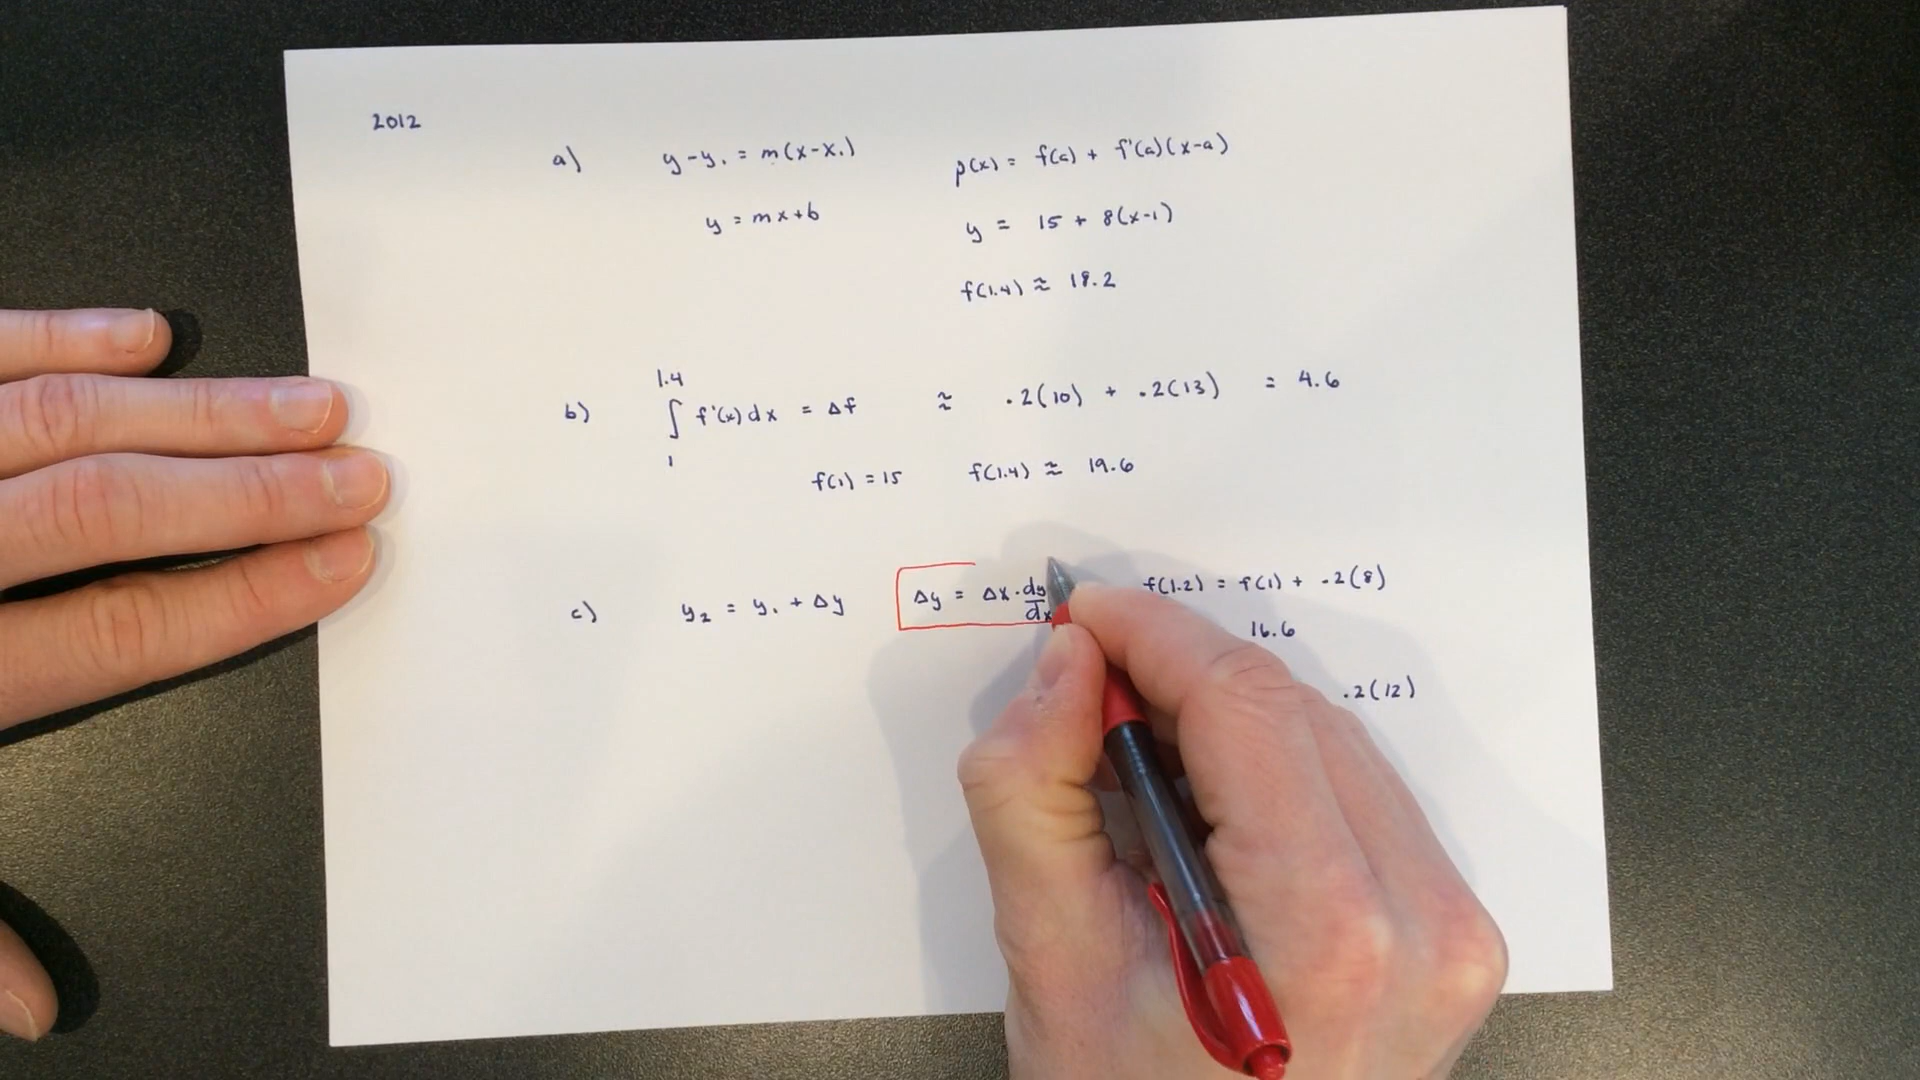 2012
a) y - y₁ = m(x-x₁) p(x) = f(a) + f'(a)(x-a)
y = mx+b y = 15 + 8(x-1)
f(1.4) ≈ 18.2
b) ∫₁^1.4 f'(x) dx = Δf ≈ .2(10) + .2(13) = 4.6
f(1) = 15 f(1.4) ≈ 19.6
c) y₂ = y₁ + Δy Δy = Δx · dy/dx f(1.2) = f(1) + .2(8)
16.6
.2(12)